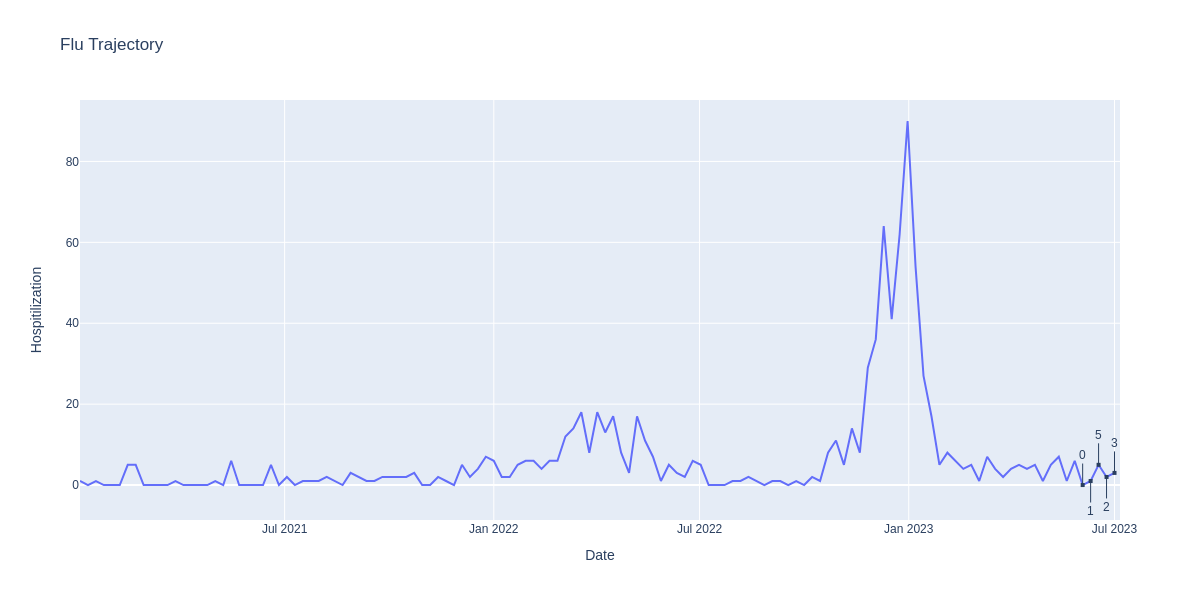 Flu Trajectory
80
60
40
20
0
Hospitilization
0
1
5
2
3
Jul 2021
Jan 2022
Jul 2022
Jan 2023
Jul 2023
Date